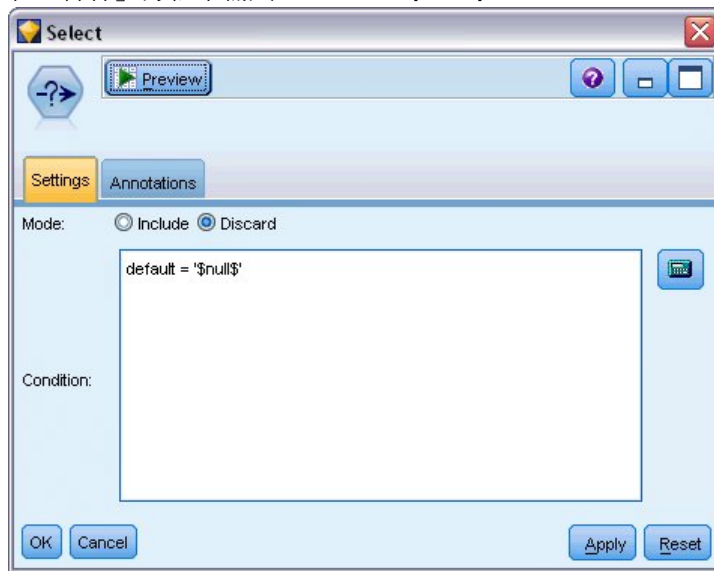 Select
Preview
Settings
Annotations
Mode:
Include
Discard
default = '$null$'
Condition:
OK
Cancel
Apply
Reset